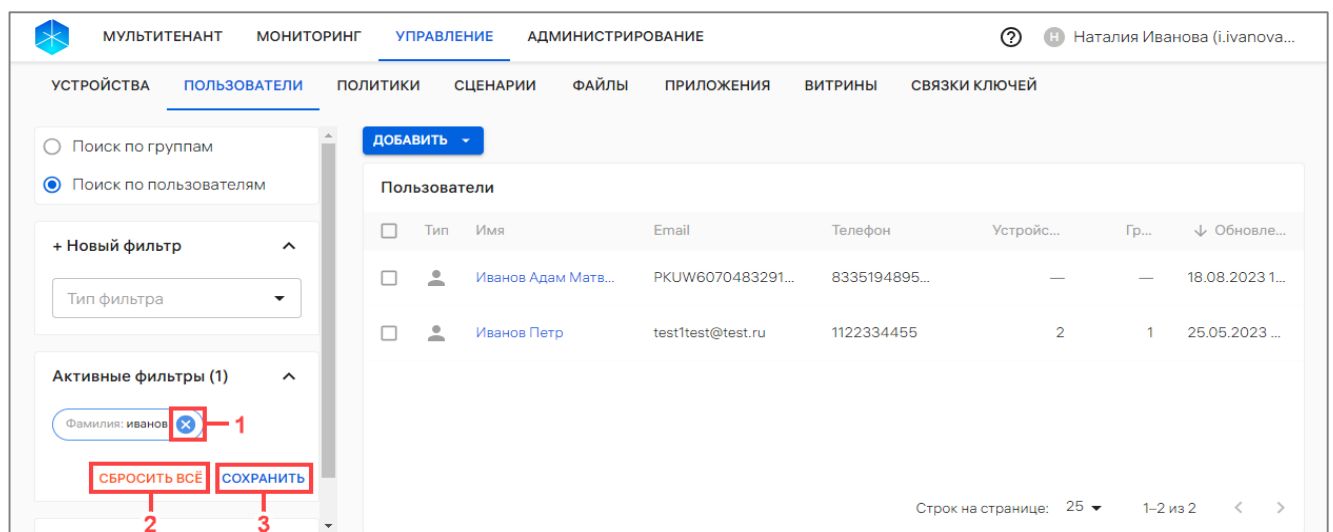 МУЛЬТИТЕНАНТ МОНИТОРИНГ УПРАВЛЕНИЕ АДМИНИСТРИРОВАНИЕ ? Н Наталия Иванова (i.ivanova...
УСТРОЙСТВА ПОЛЬЗОВАТЕЛИ ПОЛИТИКИ СЦЕНАРИИ ФАЙЛЫ ПРИЛОЖЕНИЯ ВИТРИНЫ СВЯЗКИ КЛЮЧЕЙ
Поиск по группам
Поиск по пользователям
+ Новый фильтр
Тип фильтра
Активные фильтры (1)
Фамилия: иванов
1
СБРОСИТЬ ВСЁ СОХРАНИТЬ
2 3
ДОБАВИТЬ
Пользователи
Тип Имя Email Телефон Устройс... Гр... ↓ Обновле...
Иванов Адам Матв... PKUW6070483291... 8335194895... — — 18.08.2023 1...
Иванов Петр test1test@test.ru 1122334455 2 1 25.05.2023 ...
Строк на странице: 25 1–2 из 2 < >